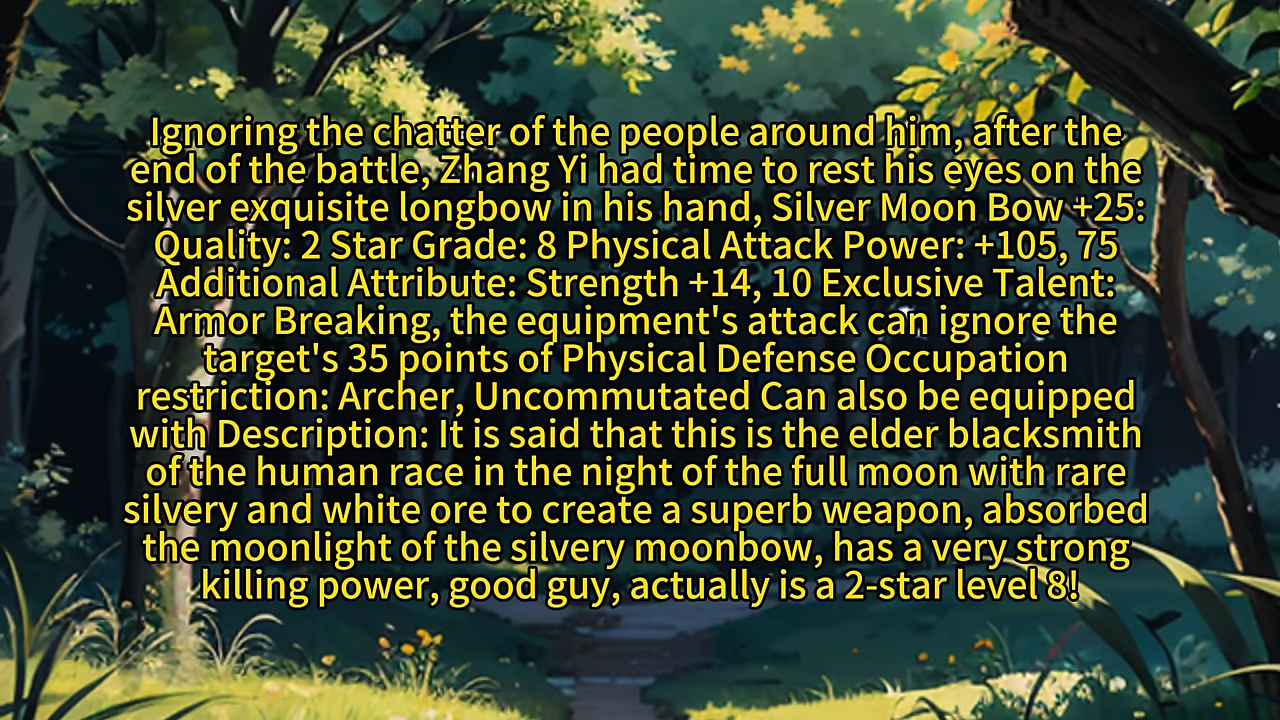 Ignoring the chatter of the people around him, after the
end of the battle, Zhang Yi had time to rest his eyes on the
silver exquisite longbow in his hand, Silver Moon Bow +25:
Quality: 2 Star Grade: 8 Physical Attack Power: +105, 75
Additional Attribute: Strength +14, 10 Exclusive Talent:
Armor Breaking, the equipment's attack can ignore the
target's 35 points of Physical Defense Occupation
restriction: Archer, Uncommutated Can also be equipped
with Description: It is said that this is the elder blacksmith
of the human race in the night of the full moon with rare
silvery and white ore to create a superb weapon, absorbed
the moonlight of the silvery moonbow, has a very strong
killing power, good guy, actually is a 2-star level 8!